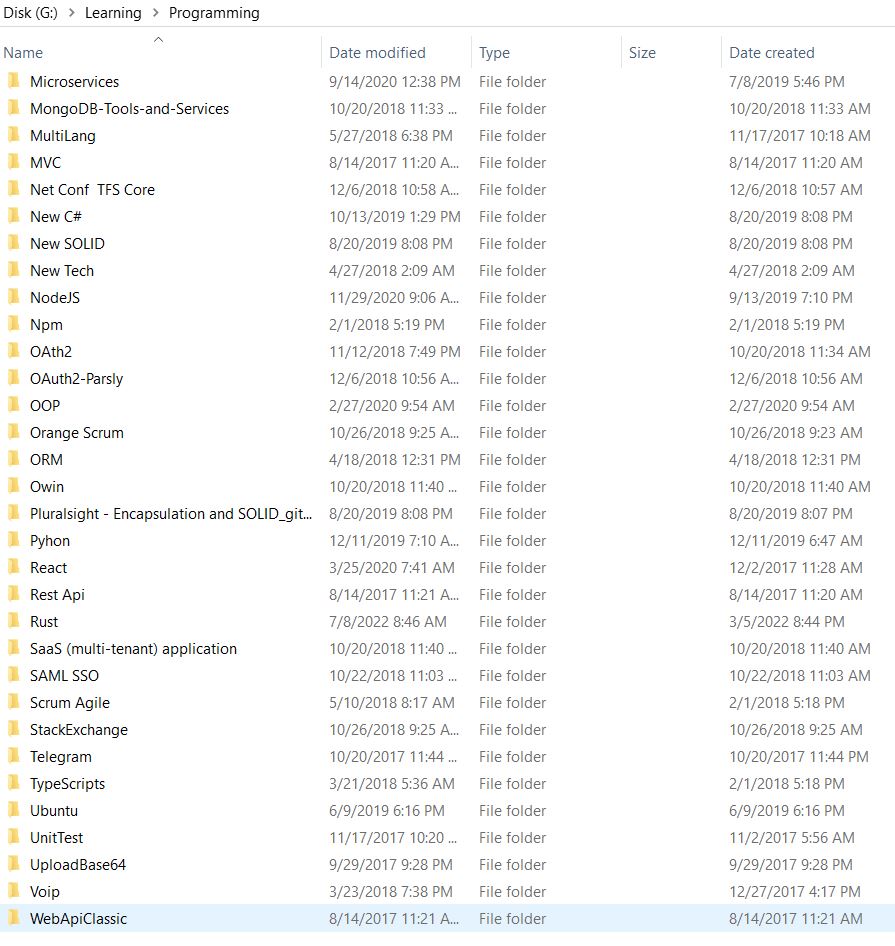 Disk (G:) > Learning > Programming
Name Date modified Type Size Date created
Microservices 9/14/2020 12:38 PM File folder 7/8/2019 5:46 PM
MongoDB-Tools-and-Services 10/20/2018 11:33 ... File folder 10/20/2018 11:33 AM
MultiLang 5/27/2018 6:38 PM File folder 11/17/2017 10:18 AM
MVC 8/14/2017 11:20 A... File folder 8/14/2017 11:20 AM
Net Conf  TFS Core 12/6/2018 10:58 A... File folder 12/6/2018 10:57 AM
New C# 10/13/2019 1:29 PM File folder 8/20/2019 8:08 PM
New SOLID 8/20/2019 8:08 PM File folder 8/20/2019 8:08 PM
New Tech 4/27/2018 2:09 AM File folder 4/27/2018 2:09 AM
NodeJS 11/29/2020 9:06 A... File folder 9/13/2019 7:10 PM
Npm 2/1/2018 5:19 PM File folder 2/1/2018 5:19 PM
OAth2 11/12/2018 7:49 PM File folder 10/20/2018 11:34 AM
OAuth2-Parsly 12/6/2018 10:56 A... File folder 12/6/2018 10:56 AM
OOP 2/27/2020 9:54 AM File folder 2/27/2020 9:54 AM
Orange Scrum 10/26/2018 9:25 A... File folder 10/26/2018 9:23 AM
ORM 4/18/2018 12:31 PM File folder 4/18/2018 12:31 PM
Owin 10/20/2018 11:40 ... File folder 10/20/2018 11:40 AM
Pluralsight - Encapsulation and SOLID_git... 8/20/2019 8:08 PM File folder 8/20/2019 8:07 PM
Pyhon 12/11/2019 7:10 A... File folder 12/11/2019 6:47 AM
React 3/25/2020 7:41 AM File folder 12/2/2017 11:28 AM
Rest Api 8/14/2017 11:21 A... File folder 8/14/2017 11:20 AM
Rust 7/8/2022 8:46 AM File folder 3/5/2022 8:44 PM
SaaS (multi-tenant) application 10/20/2018 11:40 ... File folder 10/20/2018 11:40 AM
SAML SSO 10/22/2018 11:03 ... File folder 10/22/2018 11:03 AM
Scrum Agile 5/10/2018 8:17 AM File folder 2/1/2018 5:18 PM
StackExchange 10/26/2018 9:25 A... File folder 10/26/2018 9:25 AM
Telegram 10/20/2017 11:44 ... File folder 10/20/2017 11:44 PM
TypeScripts 3/21/2018 5:36 AM File folder 2/1/2018 5:18 PM
Ubuntu 6/9/2019 6:16 PM File folder 6/9/2019 6:16 PM
UnitTest 11/17/2017 10:20 ... File folder 11/2/2017 5:56 AM
UploadBase64 9/29/2017 9:28 PM File folder 9/29/2017 9:28 PM
Voip 3/23/2018 7:38 PM File folder 12/27/2017 4:17 PM
WebApiClassic 8/14/2017 11:21 A... File folder 8/14/2017 11:21 AM